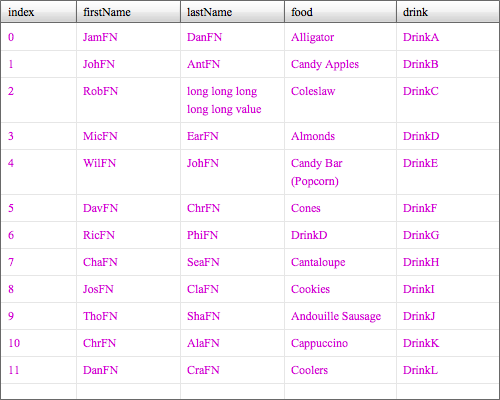 index firstName lastName food drink
0 JamFN DanFN Alligator DrinkA
1 JohFN AntFN Candy Apples DrinkB
2 RobFN long long long Coleslaw DrinkC
long long value
3 MicFN EarFN Almonds DrinkD
4 WilFN JohFN Candy Bar DrinkE
(Popcorn)
5 DavFN ChrFN Cones DrinkF
6 RicFN PhiFN DrinkD DrinkG
7 ChaFN SeaFN Cantaloupe DrinkH
8 JosFN ClaFN Cookies DrinkI
9 ThoFN ShaFN Andouille Sausage DrinkJ
10 ChrFN AlaFN Cappuccino DrinkK
11 DanFN CraFN Coolers DrinkL